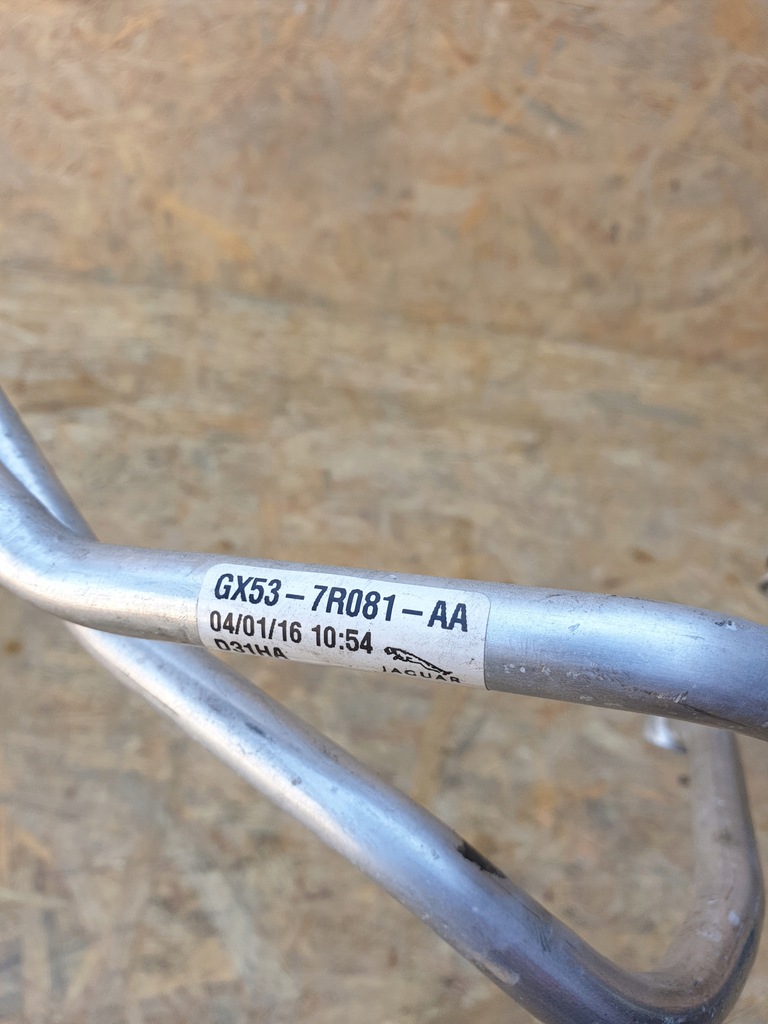 GX53-7R081-AA
04/01/16 10:54
D31HA
JAGUAR